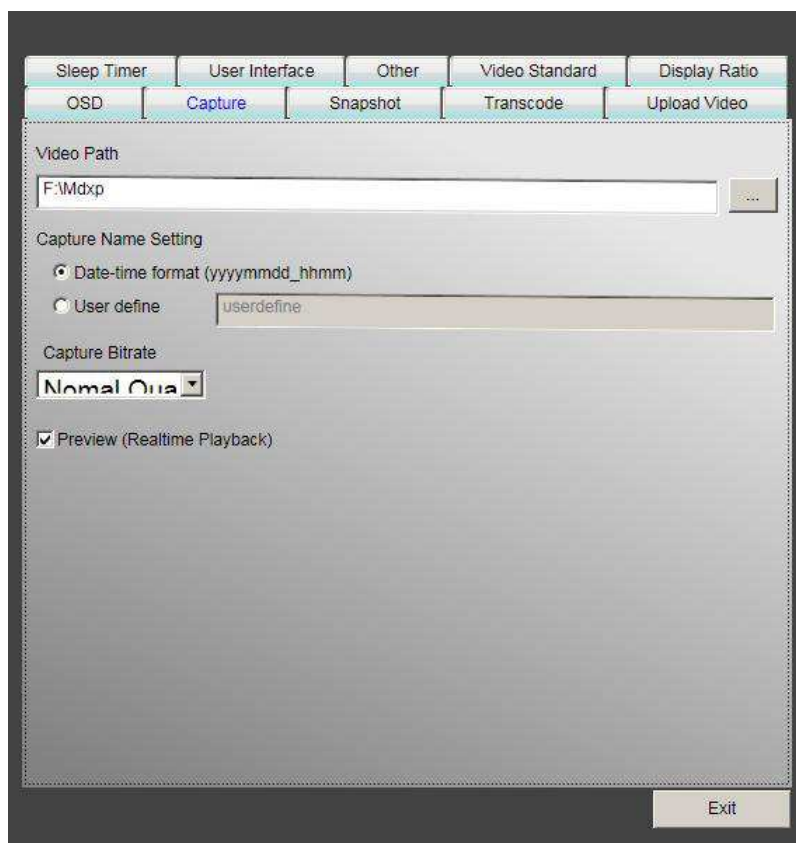 Sleep Timer User Interface Other Video Standard Display Ratio
OSD Capture Snapshot Transcode Upload Video
Video Path
F:\Mdxp
...
Capture Name Setting
Date-time format (yyyymmdd_hhmm)
User define userdefine
Capture Bitrate
Nomal Qua
Preview (Realtime Playback)
Exit